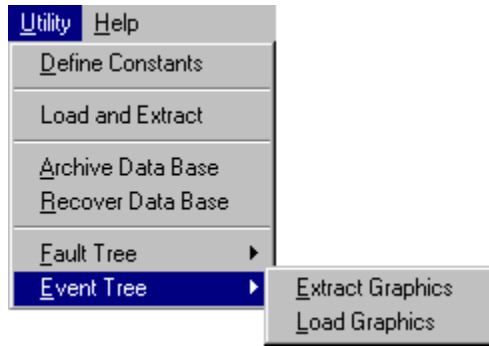 Utility Help
Define Constants
Load and Extract
Archive Data Base
Recover Data Base
Fault Tree
Event Tree
Extract Graphics
Load Graphics